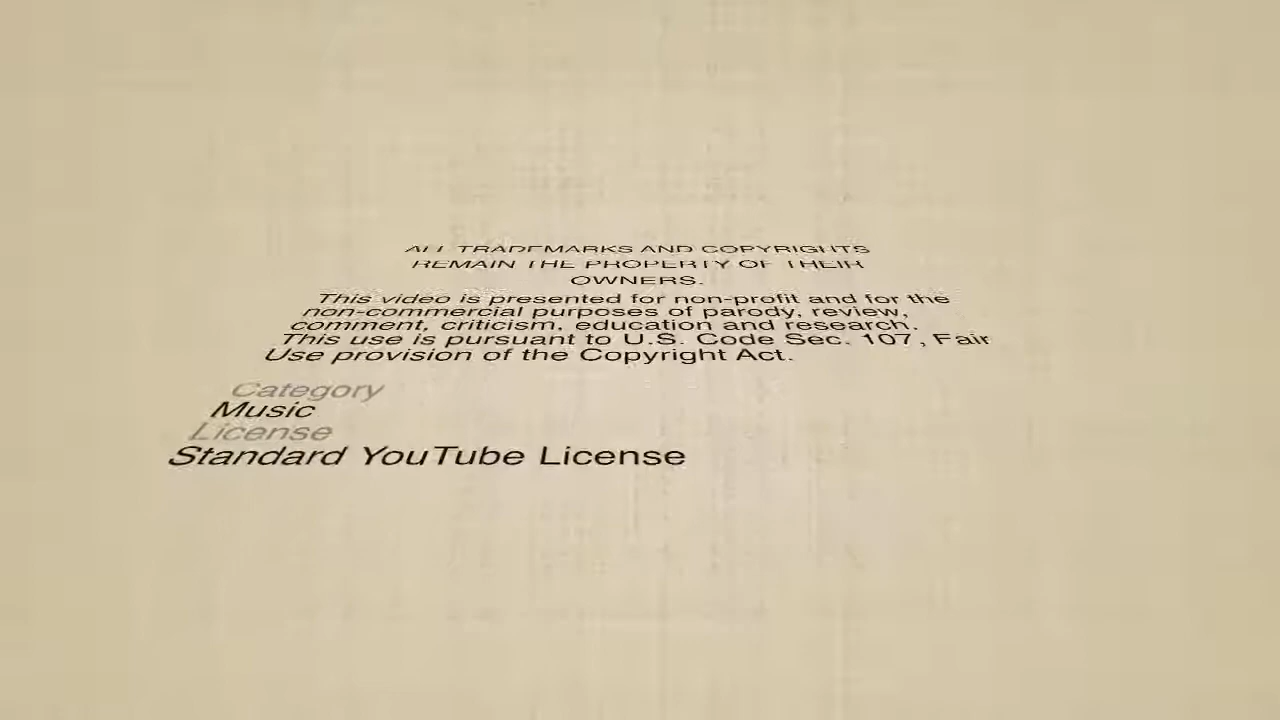 ALL TRADEMARKS AND COPYRIGHTS
REMAIN THE PROPERTY OF THEIR
OWNERS.
This video is presented for non-profit and for the
non-commercial purposes of parody, review,
comment, criticism, education and research.
This use is pursuant to U.S. Code Sec. 107, Fair
Use provision of the Copyright Act.
Category
Music
License
Standard YouTube License